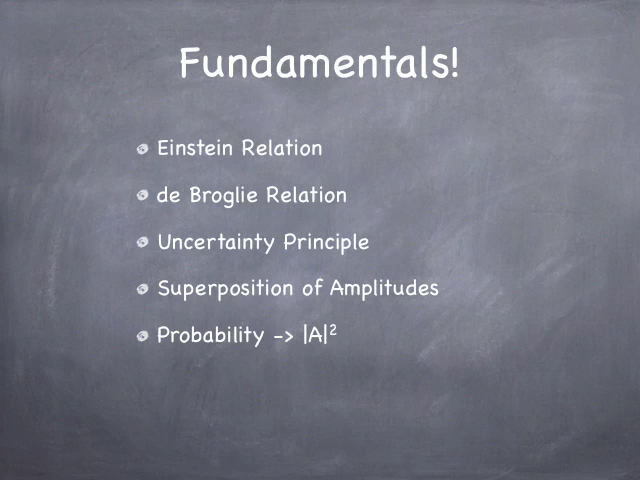 Fundamentals!
Einstein Relation
de Broglie Relation
Uncertainty Principle
Superposition of Amplitudes
Probability -> |A|²